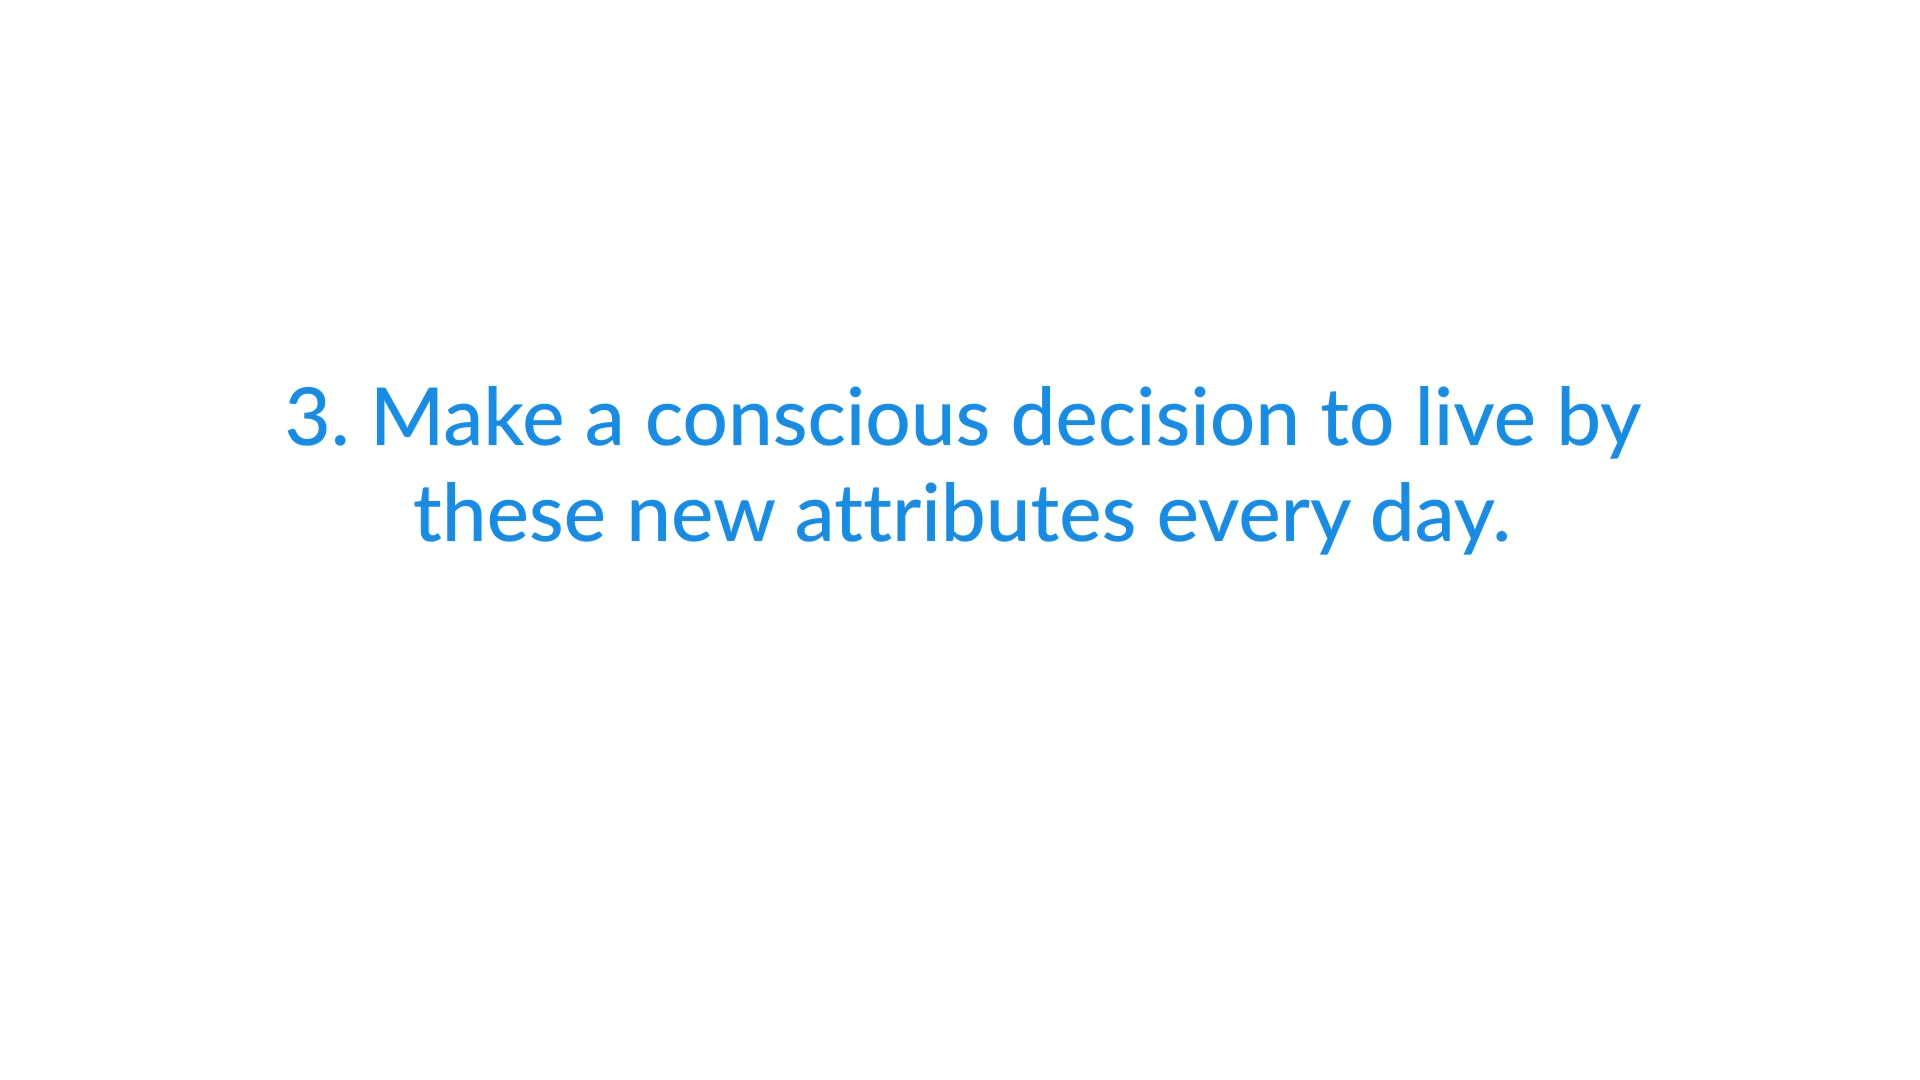 3. Make a conscious decision to live by
these new attributes every day.